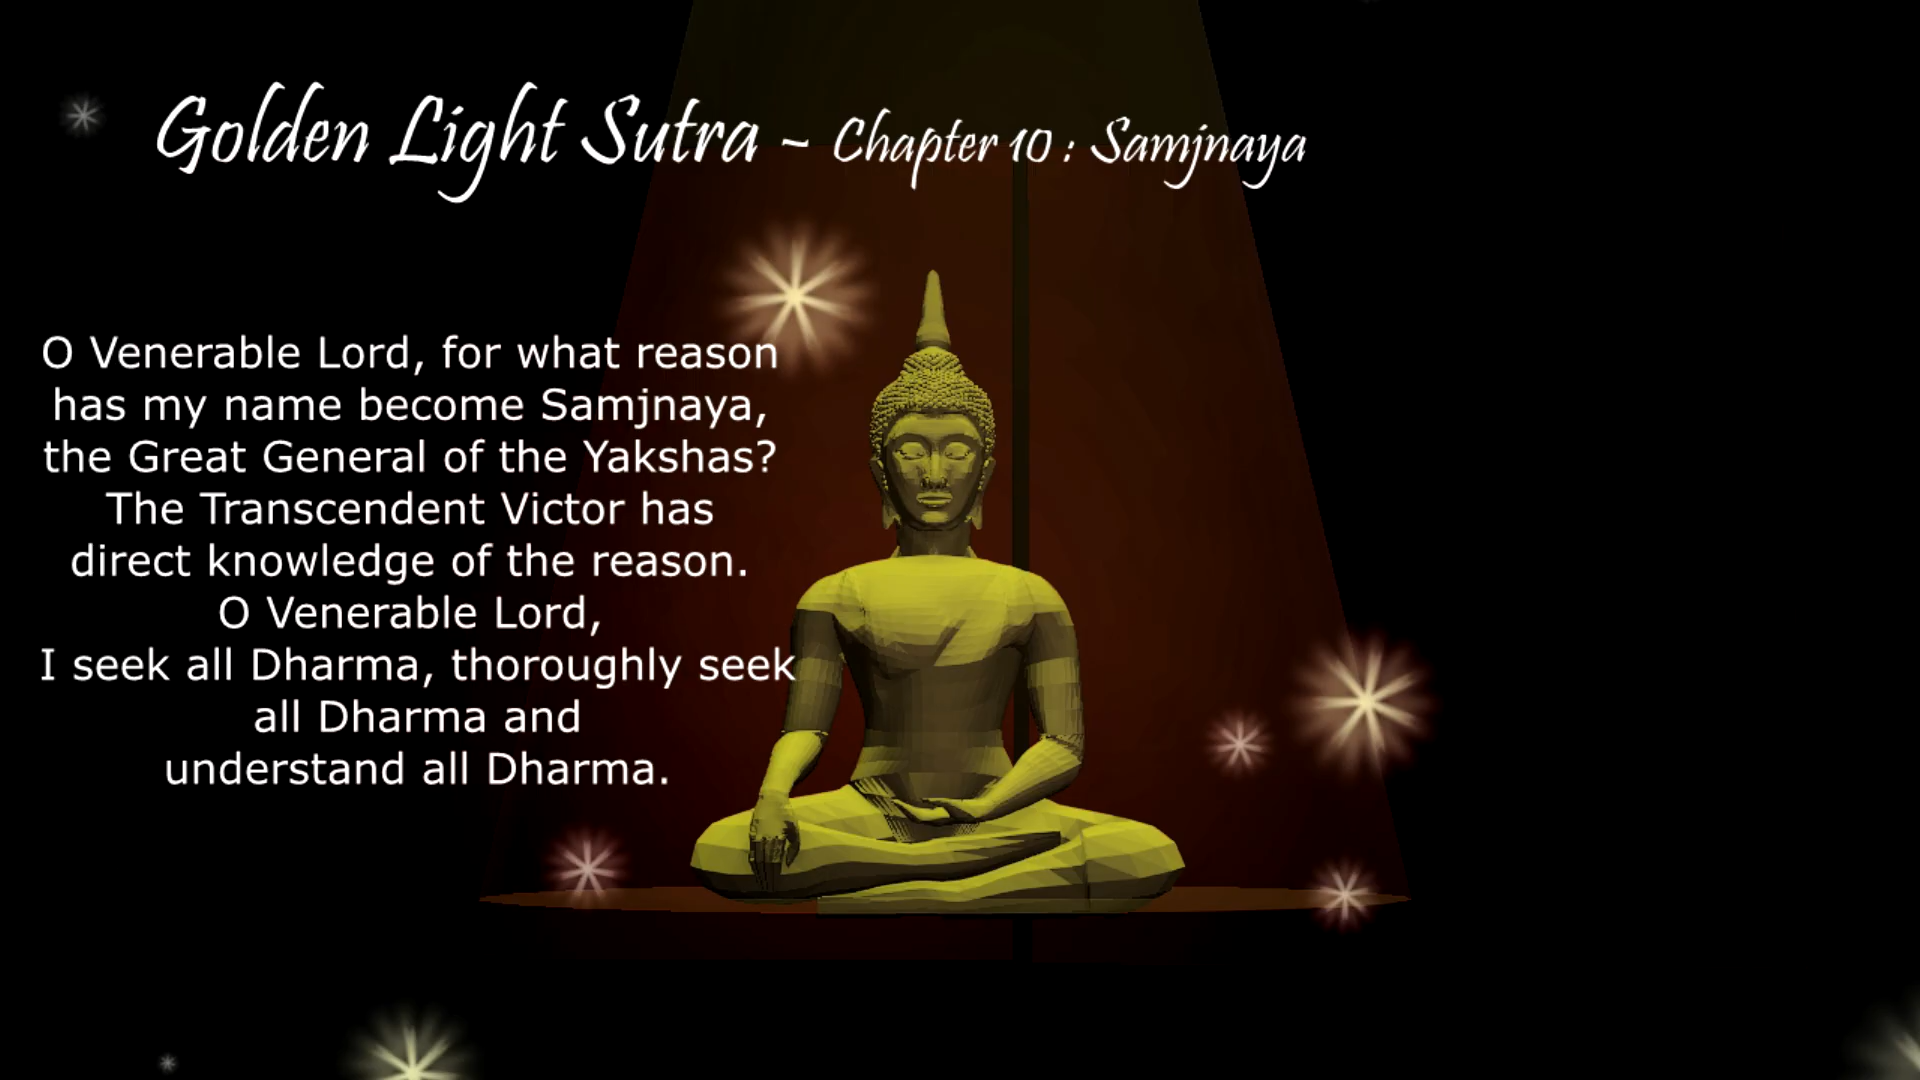 Golden Light Sutra ~ Chapter 10 : Samjnaya
O Venerable Lord, for what reason
has my name become Samjnaya,
the Great General of the Yakshas?
The Transcendent Victor has
direct knowledge of the reason.
O Venerable Lord,
I seek all Dharma, thoroughly seek
all Dharma and
understand all Dharma.